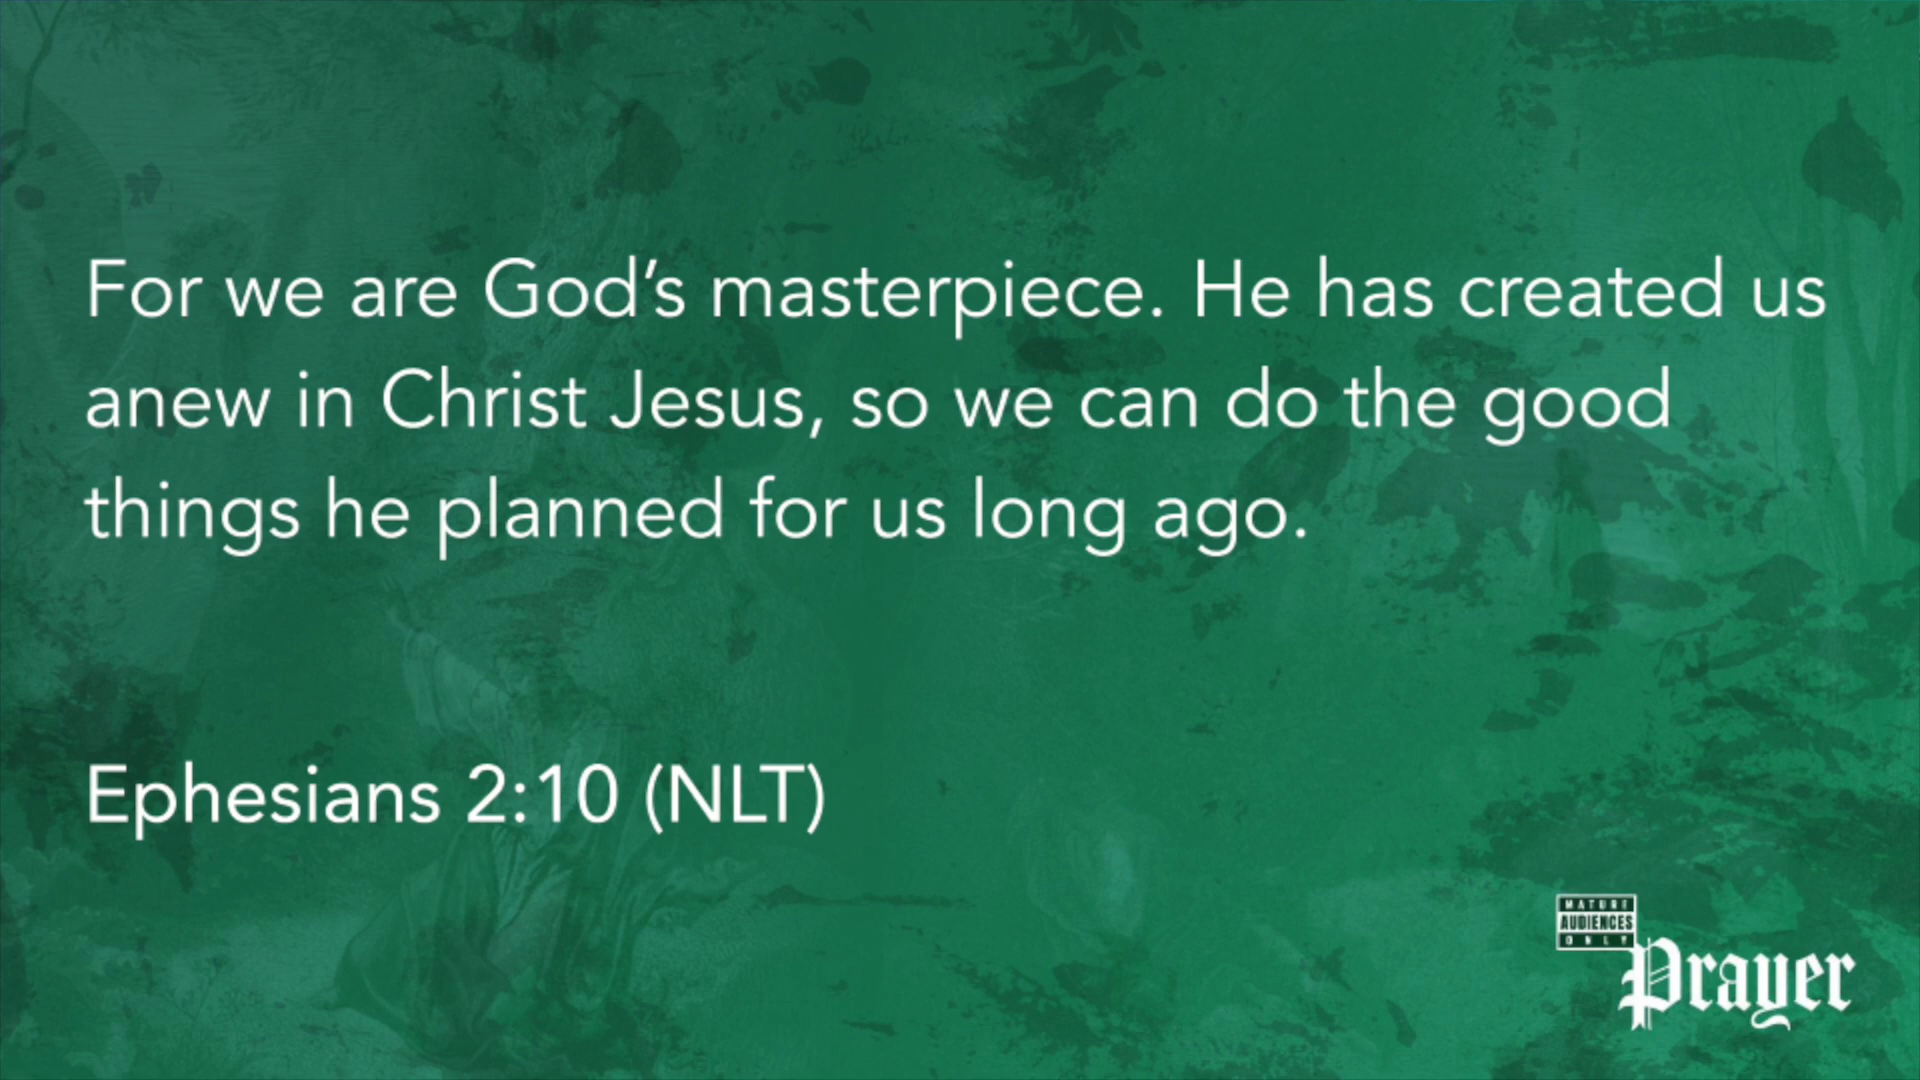 For we are God’s masterpiece. He has created us
anew in Christ Jesus, so we can do the good
things he planned for us long ago.
Ephesians 2:10 (NLT)
MATURE
AUDIENCES
ONLY
Prayer